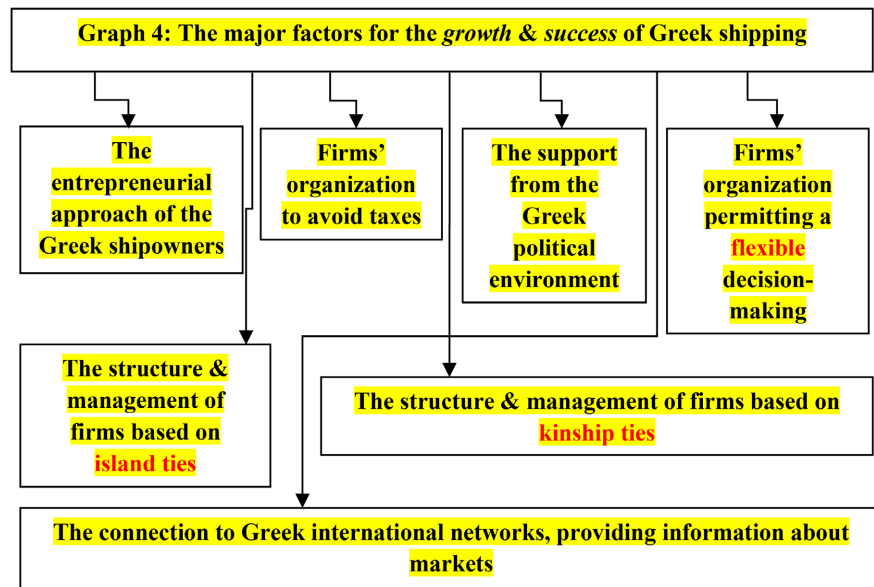 Graph 4: The major factors for the growth & success of Greek shipping
The
entrepreneurial
approach of the
Greek shipowners
Firms’
organization
to avoid taxes
The support
from the
Greek
political
environment
Firms’
organization
permitting a
flexible
decision-
making
The structure &
management of
firms based on
island ties
The structure & management of firms based on
kinship ties
The connection to Greek international networks, providing information about
markets